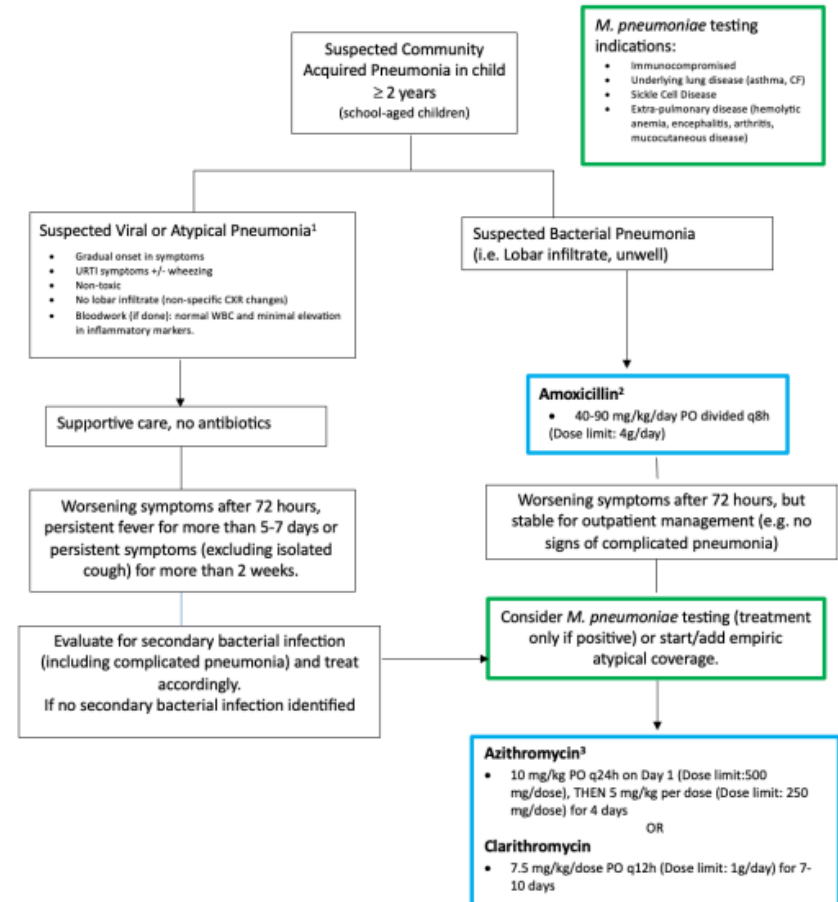 Suspected Community
Acquired Pneumonia in child
≥ 2 years
(school-aged children)
M. pneumoniae testing
indications:
• Immunocompromised
• Underlying lung disease (asthma, CF)
• Sickle Cell Disease
• Extra-pulmonary disease (hemolytic
anemia, encephalitis, arthritis,
mucocutaneous disease)
Suspected Viral or Atypical Pneumonia¹
• Gradual onset in symptoms
• URTI symptoms +/- wheezing
• Non-toxic
• No lobar infiltrate (non-specific CXR changes)
• Bloodwork (if done): normal WBC and minimal elevation
in inflammatory markers.
Suspected Bacterial Pneumonia
(i.e. Lobar infiltrate, unwell)
Supportive care, no antibiotics
Amoxicillin²
• 40-90 mg/kg/day PO divided q8h
(Dose limit: 4g/day)
Worsening symptoms after 72 hours,
persistent fever for more than 5-7 days or
persistent symptoms (excluding isolated
cough) for more than 2 weeks.
Worsening symptoms after 72 hours, but
stable for outpatient management (e.g. no
signs of complicated pneumonia)
Evaluate for secondary bacterial infection
(including complicated pneumonia) and treat
accordingly.
If no secondary bacterial infection identified
Consider M. pneumoniae testing (treatment
only if positive) or start/add empiric
atypical coverage.
Azithromycin³
• 10 mg/kg PO q24h on Day 1 (Dose limit:500
mg/dose), THEN 5 mg/kg per dose (Dose limit: 250
mg/dose) for 4 days
OR
Clarithromycin
• 7.5 mg/kg/dose PO q12h (Dose limit: 1g/day) for 7-
10 days